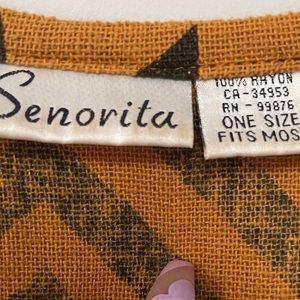 Senorita
100% RAYON
CA-34953
RN-99876
ONE SIZE
FITS MOS